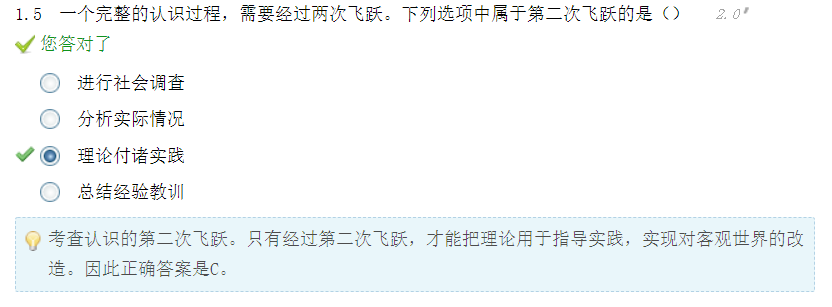 1.5 一个完整的认识过程，需要经过两次飞跃。下列选项中属于第二次飞跃的是（） 2.0
您答对了
进行社会调查
分析实际情况
理论付诸实践
总结经验教训
考查认识的第二次飞跃。只有经过第二次飞跃，才能把理论用于指导实践，实现对客观世界的改
造。因此正确答案是C。